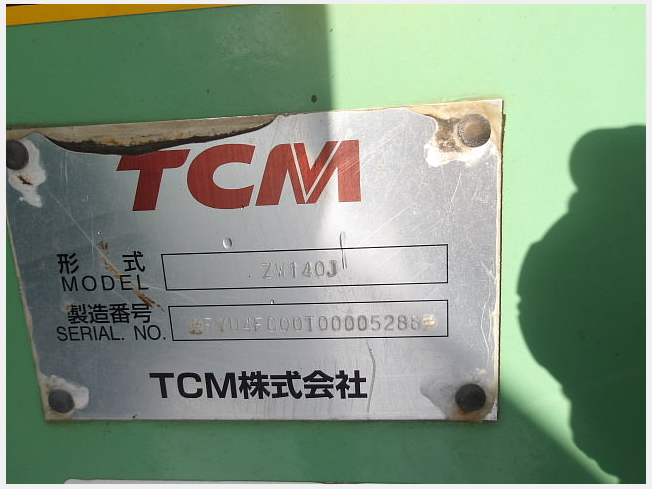 TCM
形式 ZW140J
MODEL
製造番号
SERIAL. NO.
TCM株式会社